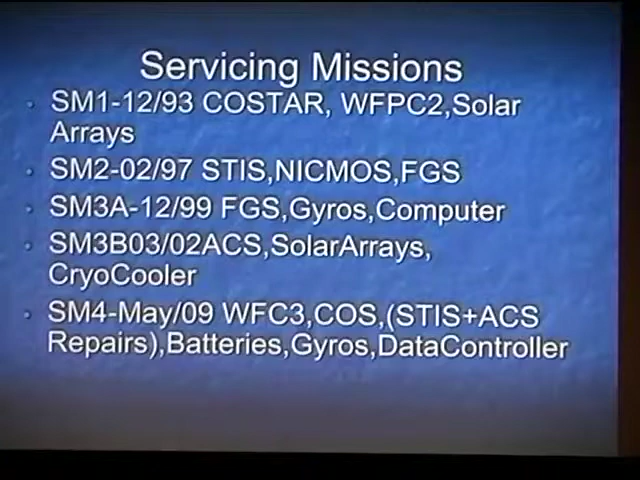 Servicing Missions
SM1-12/93 COSTAR, WFPC2,Solar
Arrays
SM2-02/97 STIS,NICMOS,FGS
SM3A-12/99 FGS,Gyros,Computer
SM3B03/02ACS,SolarArrays,
CryoCooler
SM4-May/09 WFC3,COS,(STIS+ACS
Repairs),Batteries,Gyros,DataController